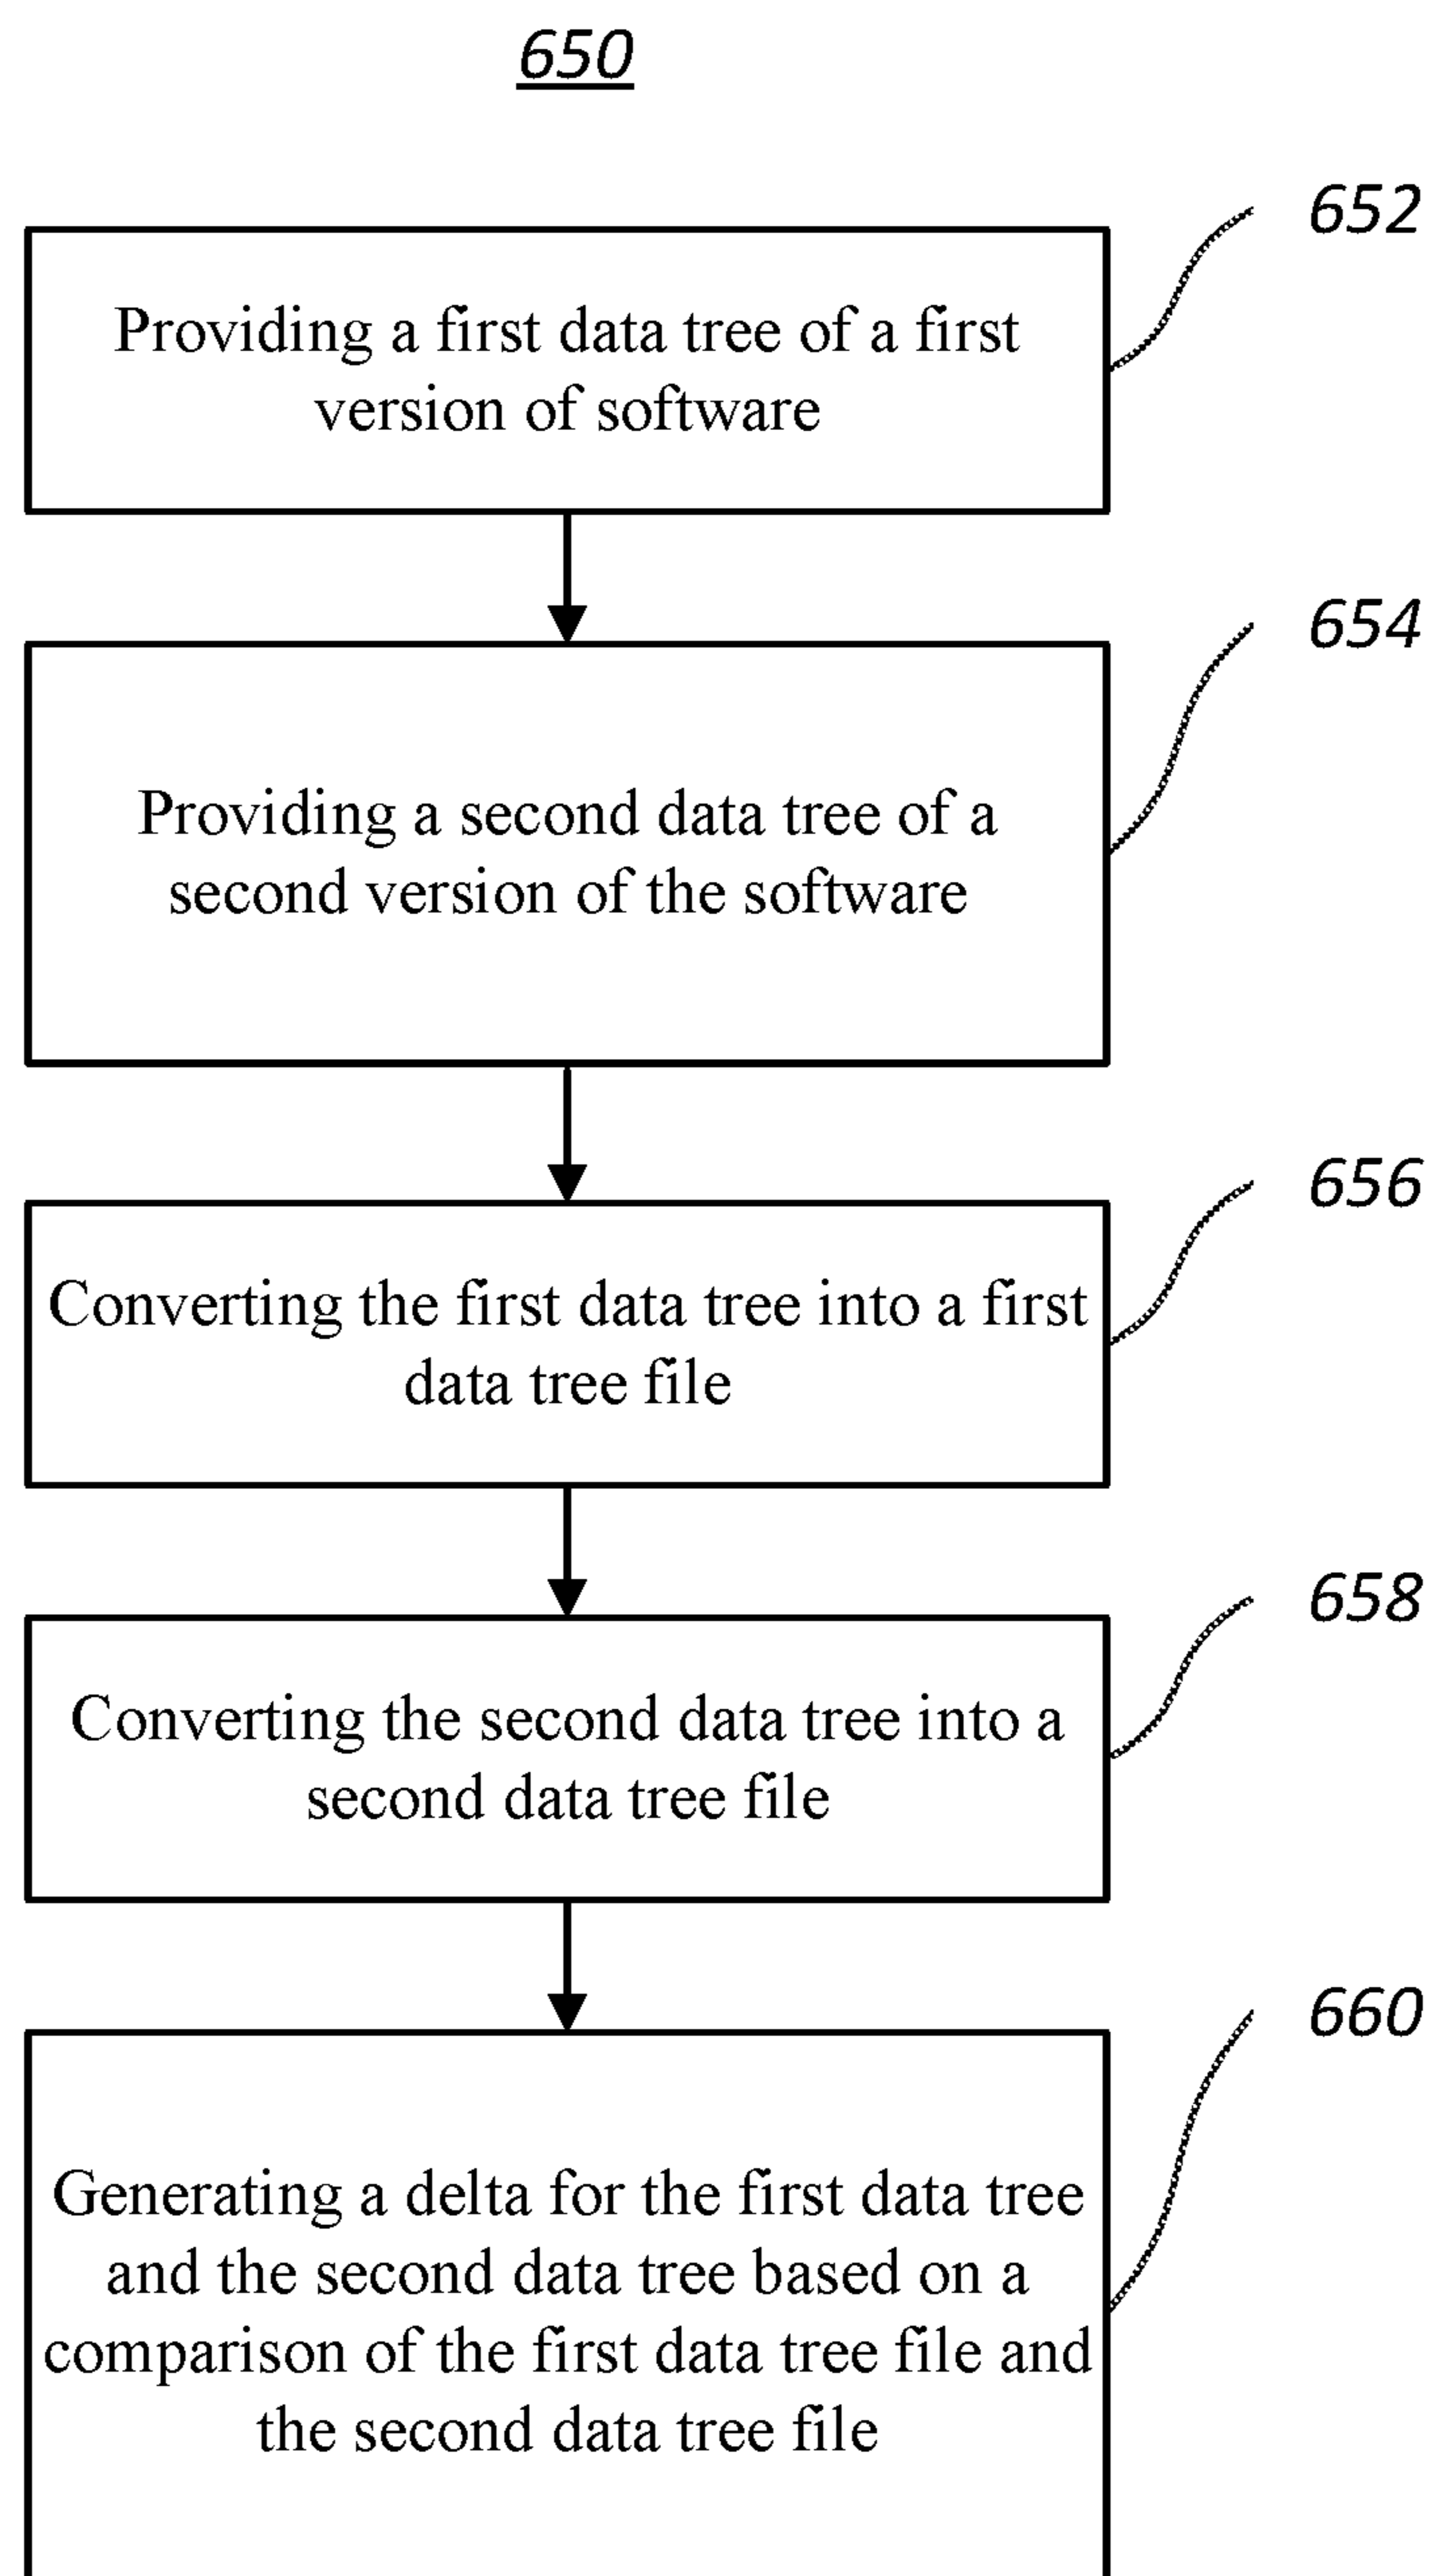 650
652
Providing a first data tree of a first
version of software
654
Providing a second data tree of a
second version of the software
656
Converting the first data tree into a first
data tree file
658
Converting the second data tree into a
second data tree file
660
Generating a delta for the first data tree
and the second data tree based on a
comparison of the first data tree file and
the second data tree file